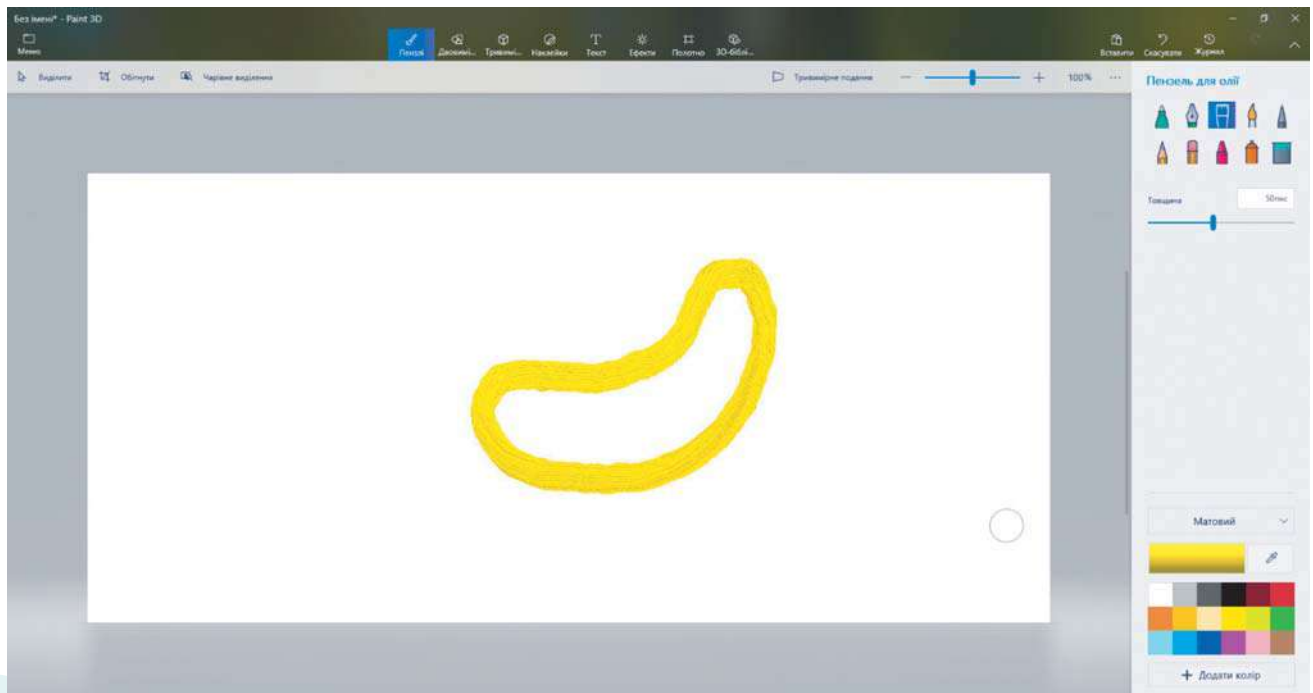 Без імені* - Paint 3D
Меню
Пензлі
Двовимі...
Тривимі...
Наклейки
Текст
Ефекти
Полотно
3D-бібл...
Вставити
Скасувати
Журнал
Виділити
Обітнути
Чарівне виділення
Тривимірне подання
100%
Пензель для олії
Товщина
50пкс
Матовий
Додати колір